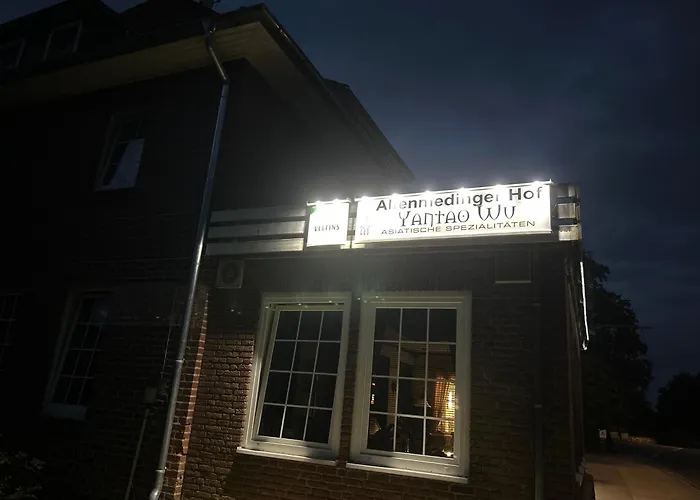 VELTINS
Altenmedinger Hof
YANTAO WU
ASIATISCHE SPEZIALITÄTEN